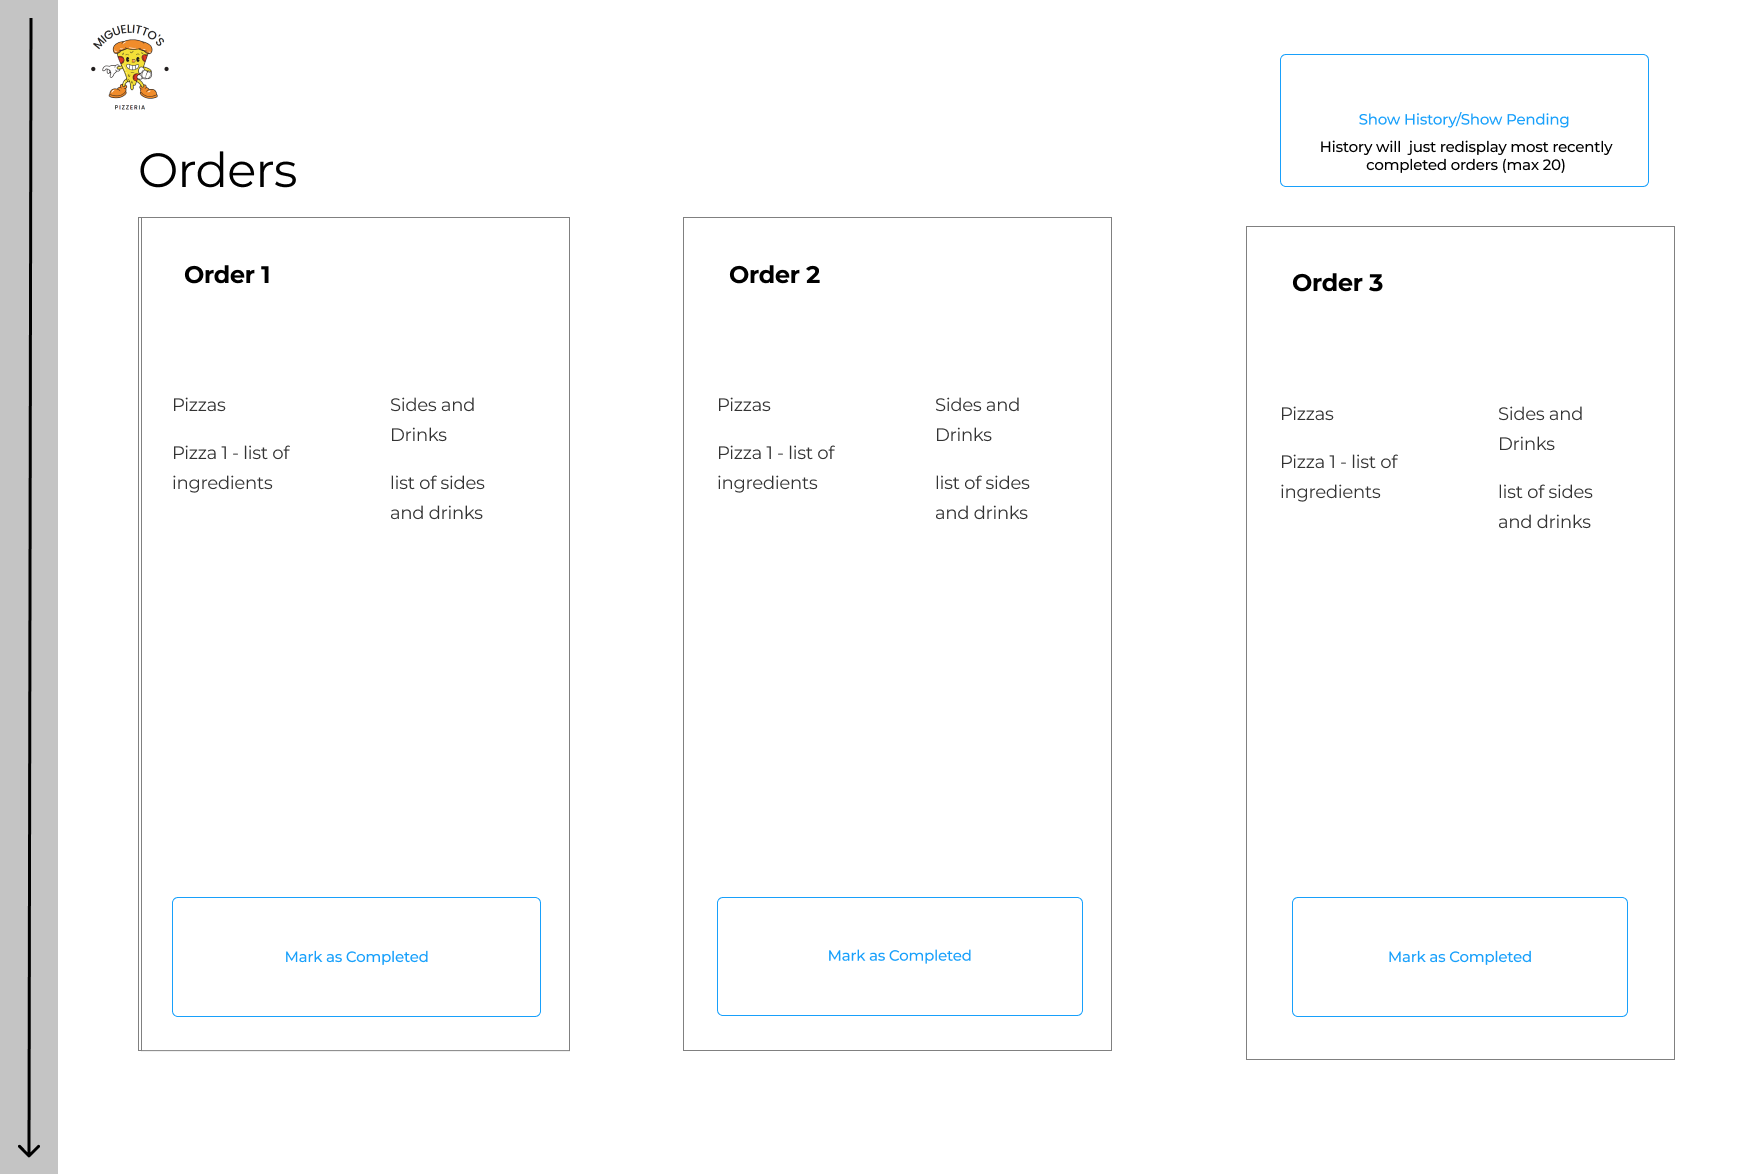 MIGUELITTO'S
PIZZERIA
Show History/Show Pending
History will  just redisplay most recently
completed orders (max 20)
Orders
Order 1
Pizzas
Pizza 1 - list of
ingredients
Sides and
Drinks
list of sides
and drinks
Mark as Completed
Order 2
Pizzas
Pizza 1 - list of
ingredients
Sides and
Drinks
list of sides
and drinks
Mark as Completed
Order 3
Pizzas
Pizza 1 - list of
ingredients
Sides and
Drinks
list of sides
and drinks
Mark as Completed